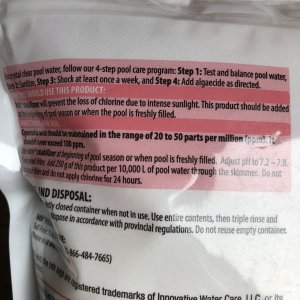 crystal clear pool water, follow our 4-step pool care program: Step 1: Test and balance pool water,
Step 2: Sanitize, Step 3: Shock at least once a week, and Step 4: Add algaecide as directed.
SHOULD USE THIS PRODUCT:
will prevent the loss of chlorine due to intense sunlight. This product should be added
beginning of pool season or when the pool is freshly filled.
should be maintained in the range of 20 to 50 parts per million (ppm).
exceed 100 ppm.
at beginning of pool season or when pool is freshly filled. Adjust pH to 7.2 – 7.8.
filter. Add 250 g of this product per 10,000 L of pool water through the skimmer. Do not
filter and do not apply chlorine for 24 hours.
AND DISPOSAL:
closed container when not in use. Use entire contents, then triple rinse and
dispose in accordance with provincial regulations. Do not reuse empty container.
-866-484-7665)
registered trademarks of Innovative Water Care, LLC, or its